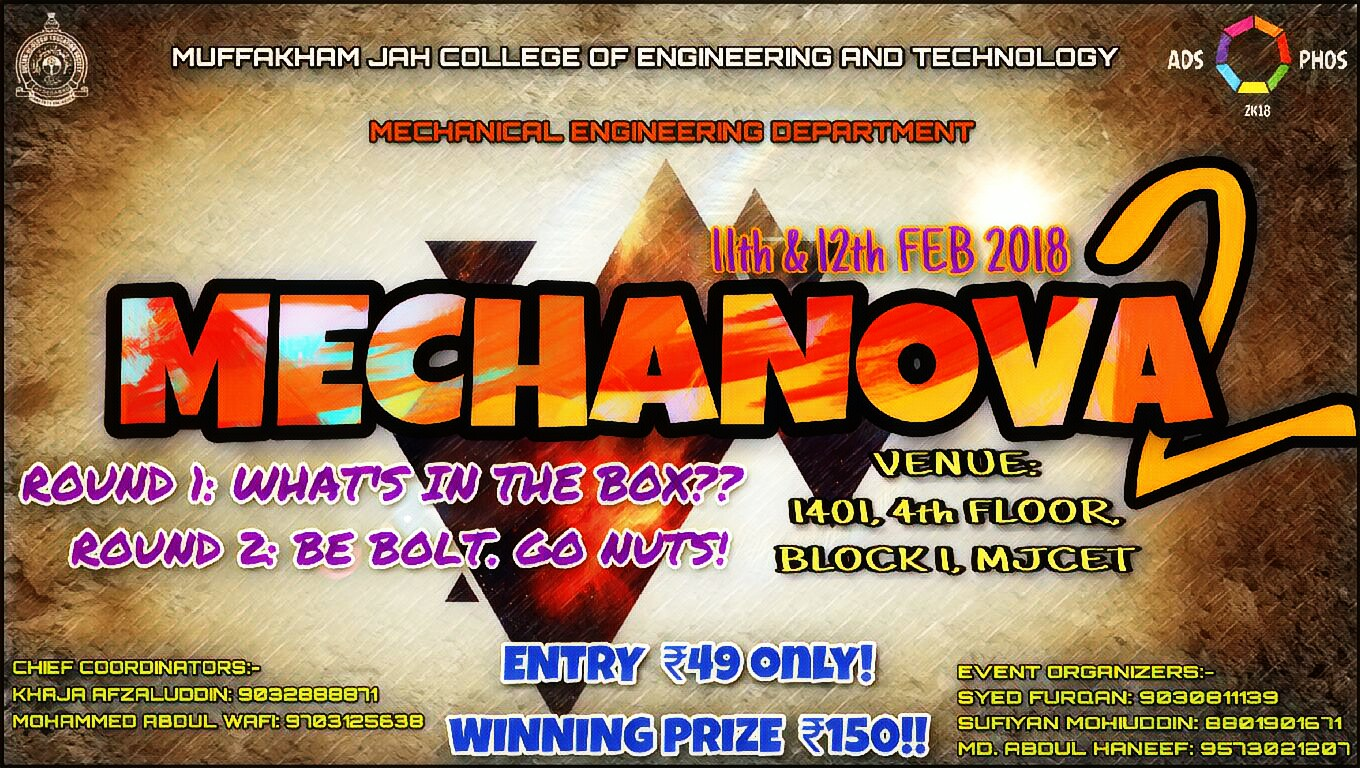 MUFFAKHAM JAH COLLEGE OF ENGINEERING AND TECHNOLOGY
ADS PHOS
2K18
MECHANICAL ENGINEERING DEPARTMENT
11th & 12th FEB 2018
MECHANOVA 2
ROUND 1: WHAT'S IN THE BOX??
ROUND 2: BE BOLT. GO NUTS!
VENUE:
1401, 4th FLOOR,
BLOCK 1, MJCET
ENTRY ₹49 ONLY!
WINNING PRIZE ₹150!!
CHIEF COORDINATORS:-
KHAJA AFZALUDDIN: 9032888871
MOHAMMED ABDUL WAFI: 9703125638
EVENT ORGANIZERS:-
SYED FURQAN: 9030811139
SUFIYAN MOHIUDDIN: 8801901671
MD. ABDUL HANEEF: 9573021207